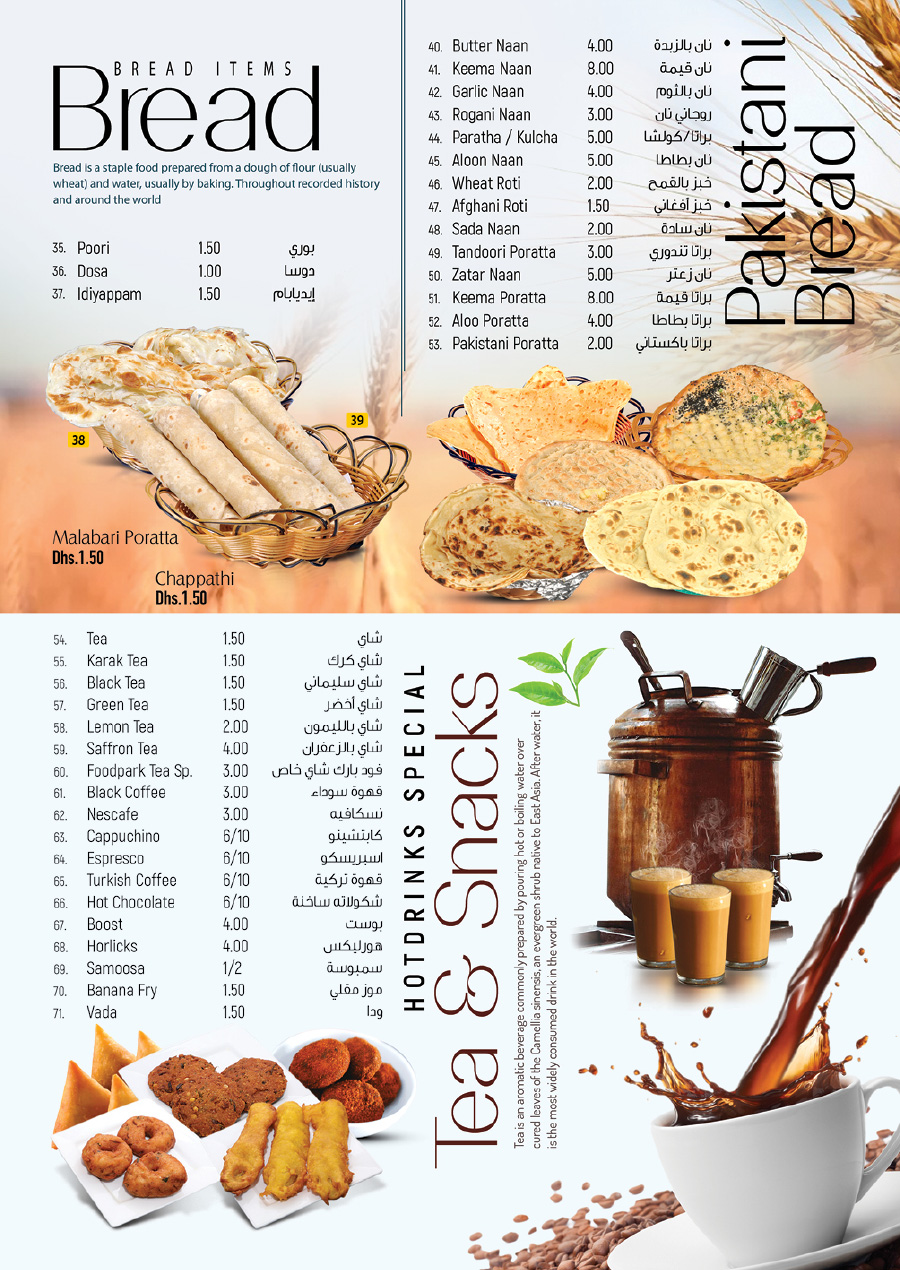 BREAD ITEMS
Bread
Bread is a staple food prepared from a dough of flour (usually
wheat) and water, usually by baking. Throughout recorded history
and around the world
35. Poori 1.50 بوري
36. Dosa 1.00 دوسا
37. Idiyappam 1.50 إيديابام
38
39
Malabari Poratta
Dhs.1.50
Chappathi
Dhs.1.50
Pakistani
Bread
40. Butter Naan 4.00 نان بالزبدة
41. Keema Naan 8.00 نان قيمة
42. Garlic Naan 4.00 نان بالثوم
43. Rogani Naan 3.00 روجاني نان
44. Paratha / Kulcha 5.00 براتا/كولشا
45. Aloon Naan 5.00 نان بطاطا
46. Wheat Roti 2.00 خبز بالقمح
47. Afghani Roti 1.50 خبز أفغاني
48. Sada Naan 2.00 نان سادة
49. Tandoori Poratta 3.00 براتا تندوري
50. Zatar Naan 5.00 نان زعتر
51. Keema Poratta 8.00 براتا قيمة
52. Aloo Poratta 4.00 براتا بطاطا
53. Pakistani Poratta 2.00 براتا باكستاني
54. Tea 1.50 شاي
55. Karak Tea 1.50 شاي كرك
56. Black Tea 1.50 شاي سليماني
57. Green Tea 1.50 شاي أخضر
58. Lemon Tea 2.00 شاي بالليمون
59. Saffron Tea 4.00 شاي بالزعفران
60. Foodpark Tea Sp. 3.00 فود بارك شاي خاص
61. Black Coffee 3.00 قهوة سوداء
62. Nescafe 3.00 نسكافيه
63. Cappuchino 6/10 كابتشينو
64. Espresco 6/10 اسبريسكو
65. Turkish Coffee 6/10 قهوة تركية
66. Hot Chocolate 6/10 شكولاته ساخنة
67. Boost 4.00 بوست
68. Horlicks 4.00 هورليكس
69. Samoosa 1/2 سمبوسة
70. Banana Fry 1.50 موز مقلي
71. Vada 1.50 ودا
HOTDRINKS SPECIAL
Tea & Snacks
Tea is an aromatic beverage commonly prepared by pouring hot or boiling water over
cured leaves of the Camellia sinensis, an evergreen shrub native to East Asia. After water, it
is the most widely consumed drink in the world.